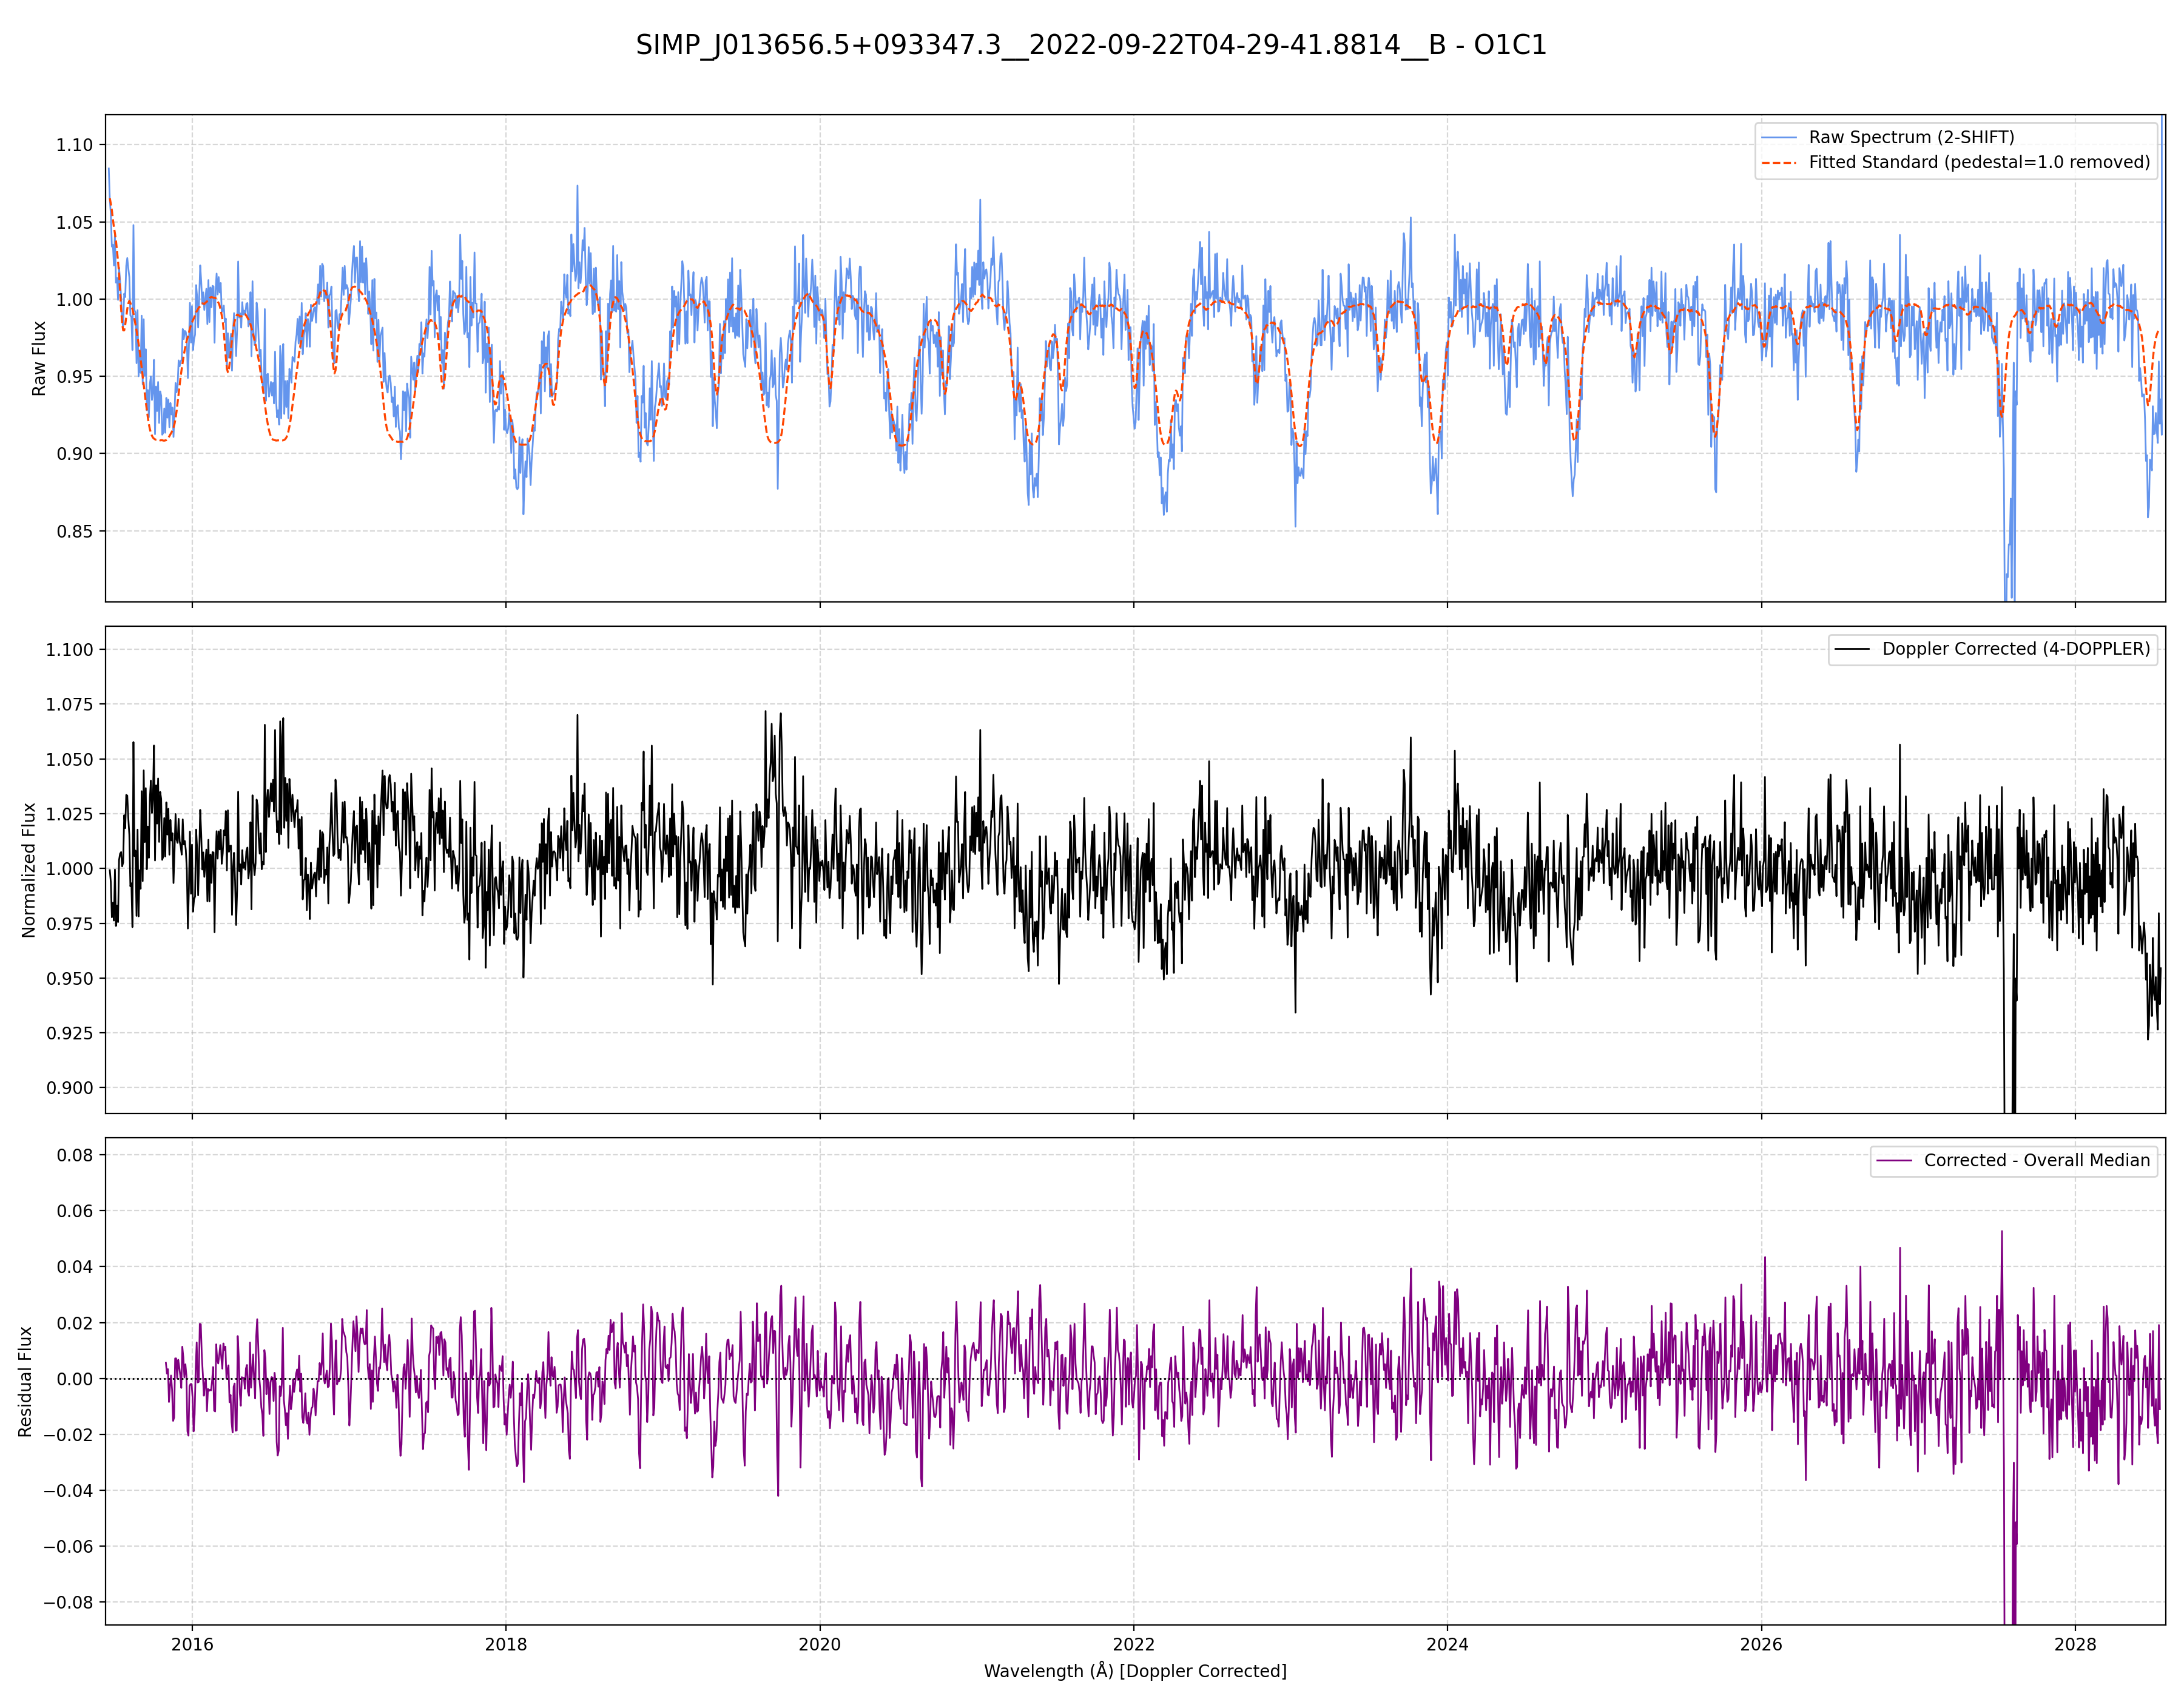 SIMP_J013656.5+093347.3__2022-09-22T04-29-41.8814__B - O1C1
Raw Spectrum (2-SHIFT)
Fitted Standard (pedestal=1.0 removed)
1.10
1.05
1.00
0.95
0.90
0.85
Raw Flux
Doppler Corrected (4-DOPPLER)
1.100
1.075
1.050
1.025
1.000
0.975
0.950
0.925
0.900
Normalized Flux
Corrected - Overall Median
0.08
0.06
0.04
0.02
0.00
−0.02
−0.04
−0.06
−0.08
Residual Flux
2016 2018 2020 2022 2024 2026 2028
Wavelength (Å) [Doppler Corrected]